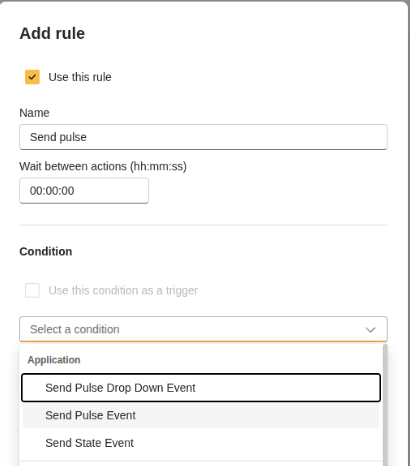 Add rule
Use this rule
Name
Send pulse
Wait between actions (hh:mm:ss)
00:00:00
Condition
Use this condition as a trigger
Select a condition
Application
Send Pulse Drop Down Event
Send Pulse Event
Send State Event